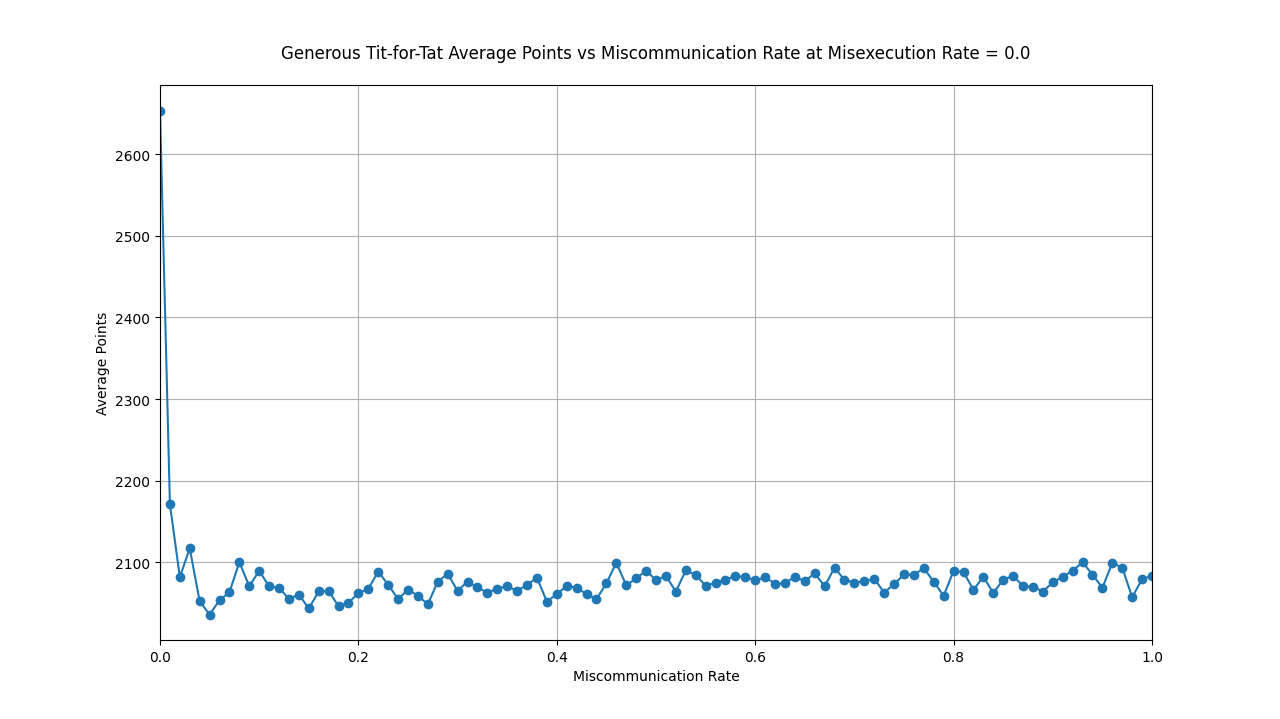 Generous Tit-for-Tat Average Points vs Miscommunication Rate at Misexecution Rate = 0.0
Average Points
2600
2500
2400
2300
2200
2100
0.0 0.2 0.4 0.6 0.8 1.0
Miscommunication Rate